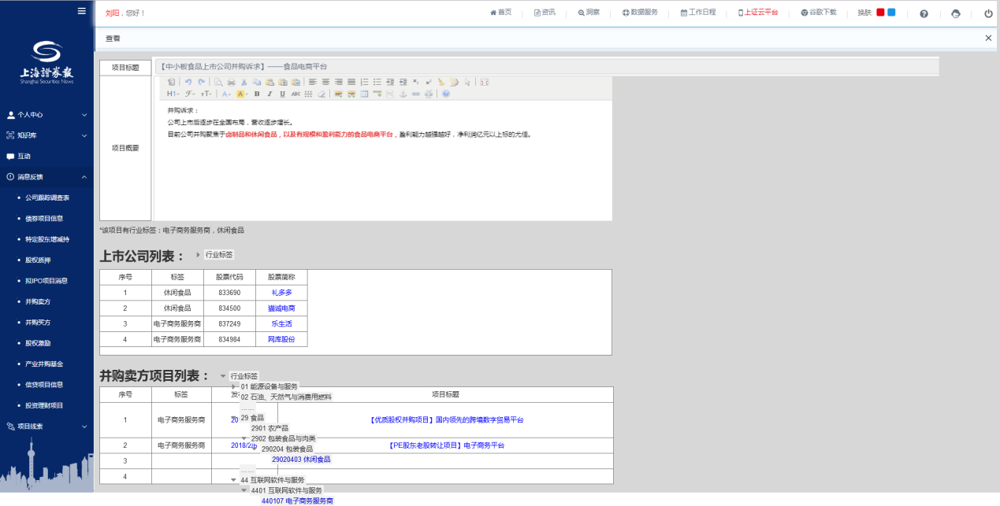 刘阳，您好！
首页
资讯
洞察
数据服务
工作日程
上证云平台
谷歌下载
换肤:
上海證券報
Shanghai Securities News
个人中心
知识库
互动
消息反馈
公司跟踪调查表
债券项目信息
特定股东增减持
股权质押
拟IPO项目消息
并购卖方
并购买方
股权激励
产业并购基金
信贷项目信息
投资理财项目
项目线索
查看
项目标题
【中小板食品上市公司并购诉求】——食品电商平台
项目概要
并购诉求：
公司上市后逐步在全国布局，营收逐步增长。
目前公司并购聚焦于卤制品和休闲食品，以及有规模和盈利能力的食品电商平台，盈利能力越强越好，净利润亿元以上标的尤佳。
*该项目有行业标签：电子商务服务商，休闲食品
上市公司列表： 行业标签
序号 标签 股票代码 股票简称
1 休闲食品 833690 礼多多
2 休闲食品 834500 猫诚电商
3 电子商务服务商 837249 乐生活
4 电子商务服务商 834984 网库股份
并购卖方项目列表： 行业标签
序号 标签 发 项目标题
1 电子商务服务商 20 【优质股权并购项目】国内领先的跨境数字贸易平台
2 电子商务服务商 2018/2/ 【PE股东老股转让项目】电子商务平台
3
4
01 能源设备与服务
02 石油、天然气与消费用燃料
……
29 食品
2901 农产品
2902 包装食品与肉类
290204 包装食品
29020403 休闲食品
……
44 互联网软件与服务
4401 互联网软件与服务
440107 电子商务服务商